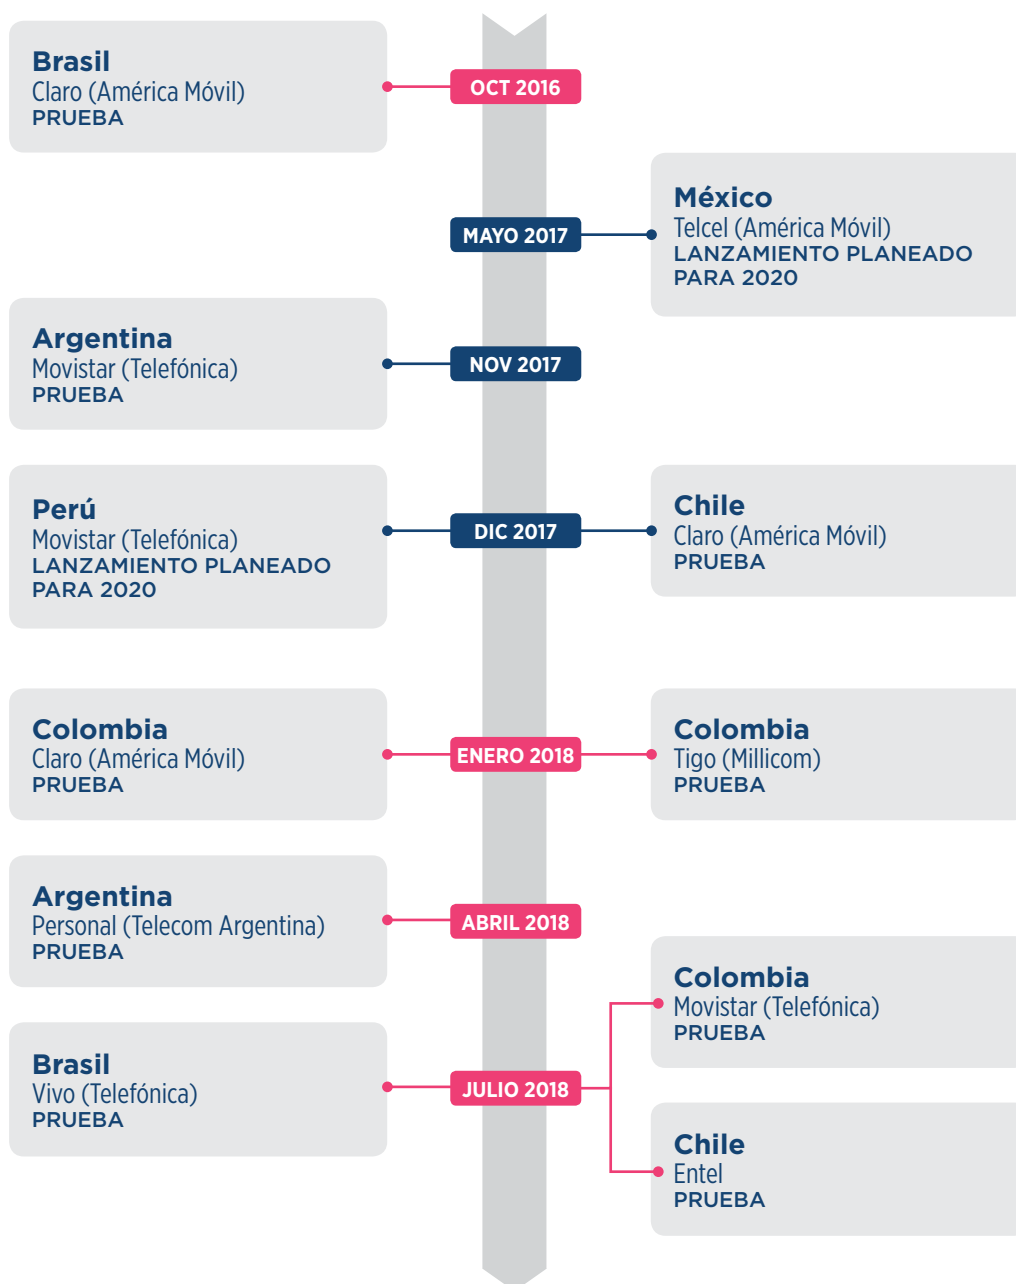 Brasil
Claro (América Móvil)
PRUEBA
OCT 2016
MAYO 2017
México
Telcel (América Móvil)
LANZAMIENTO PLANEADO
PARA 2020
Argentina
Movistar (Telefónica)
PRUEBA
NOV 2017
Perú
Movistar (Telefónica)
LANZAMIENTO PLANEADO
PARA 2020
DIC 2017
Chile
Claro (América Móvil)
PRUEBA
Colombia
Claro (América Móvil)
PRUEBA
ENERO 2018
Colombia
Tigo (Millicom)
PRUEBA
Argentina
Personal (Telecom Argentina)
PRUEBA
ABRIL 2018
Brasil
Vivo (Telefónica)
PRUEBA
JULIO 2018
Colombia
Movistar (Telefónica)
PRUEBA
Chile
Entel
PRUEBA